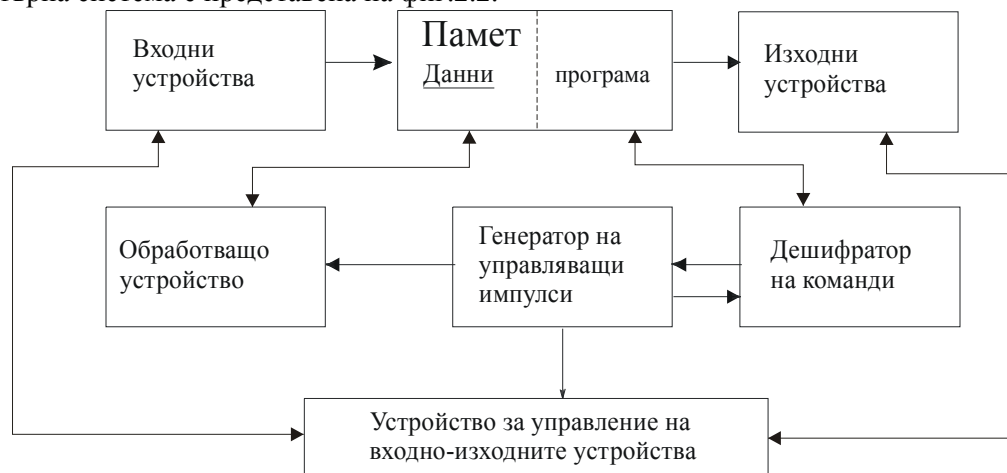 система е представена на фиг.2.2.
Входни
устройства
Памет
Данни
програма
Изходни
устройства
Обработващо
устройство
Генератор на
управляващи
импулси
Дешифратор
на команди
Устройство за управление на
входно-изходните устройства